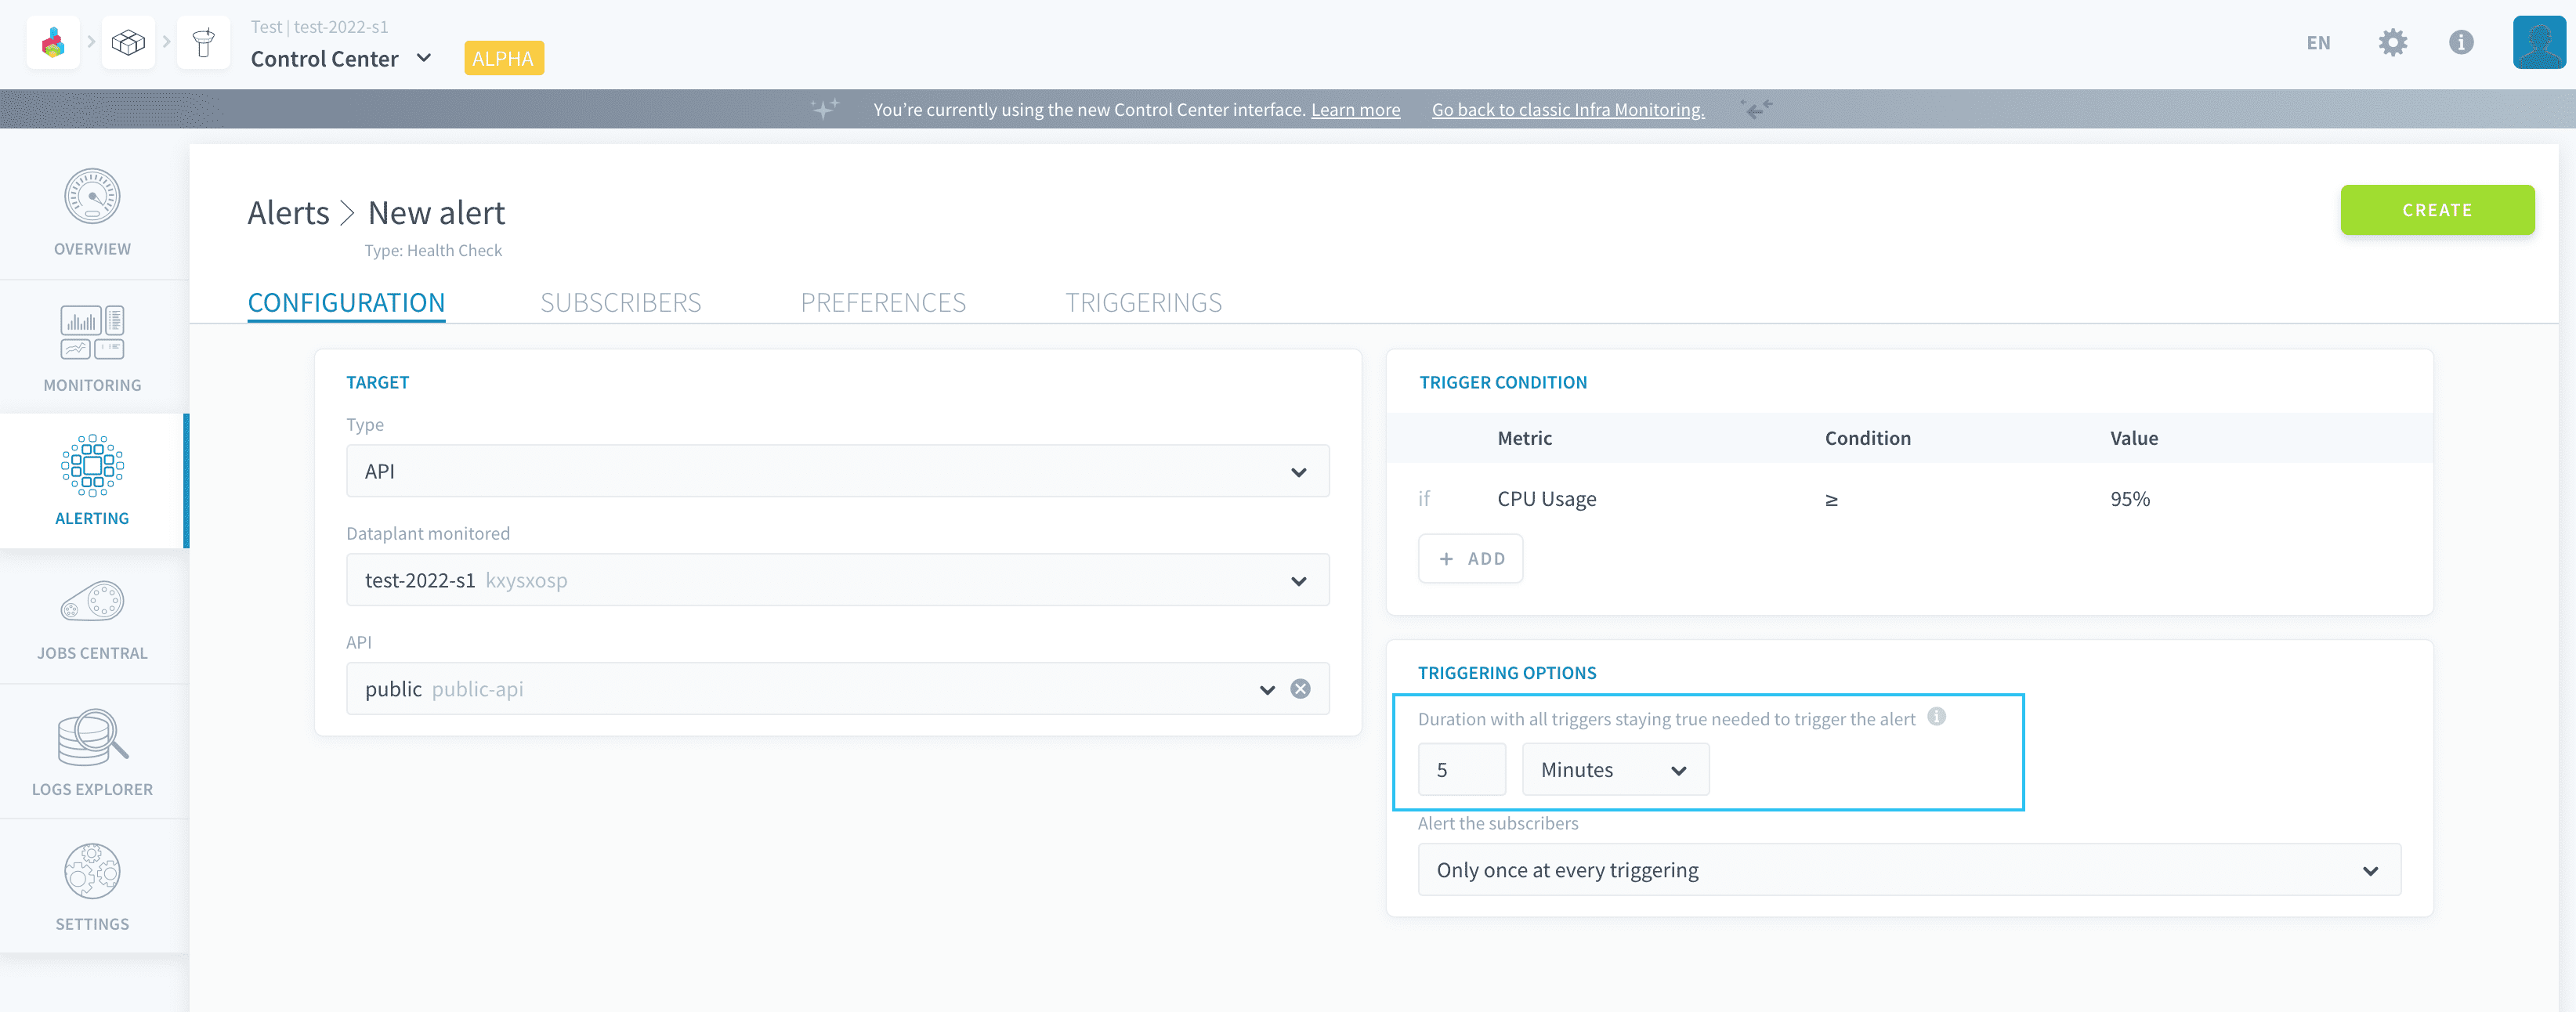 Test | test-2022-s1
Control Center
ALPHA
EN
You're currently using the new Control Center interface. Learn more
Go back to classic Infra Monitoring.
OVERVIEW
MONITORING
ALERTING
JOBS CENTRAL
LOGS EXPLORER
SETTINGS
Alerts > New alert
Type: Health Check
CREATE
CONFIGURATION
SUBSCRIBERS
PREFERENCES
TRIGGERINGS
TARGET
Type
API
Dataplant monitored
test-2022-s1 kxysxosp
API
public public-api
TRIGGER CONDITION
Metric Condition Value
if CPU Usage ≥ 95%
+ ADD
TRIGGERING OPTIONS
Duration with all triggers staying true needed to trigger the alert
5 Minutes
Alert the subscribers
Only once at every triggering